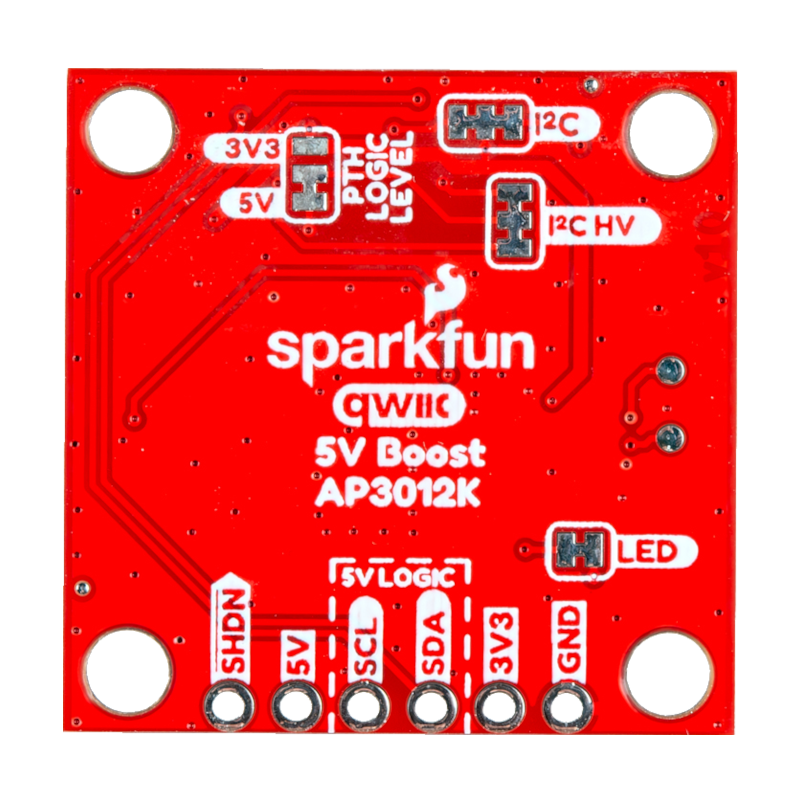 I²C
3V3
5V
PTH
LOGIC
LEVEL
I²C HV
v10
sparkfun
qwiic
5V Boost
AP3012K
LED
5V LOGIC
SHDN
5V
SCL
SDA
3V3
GND